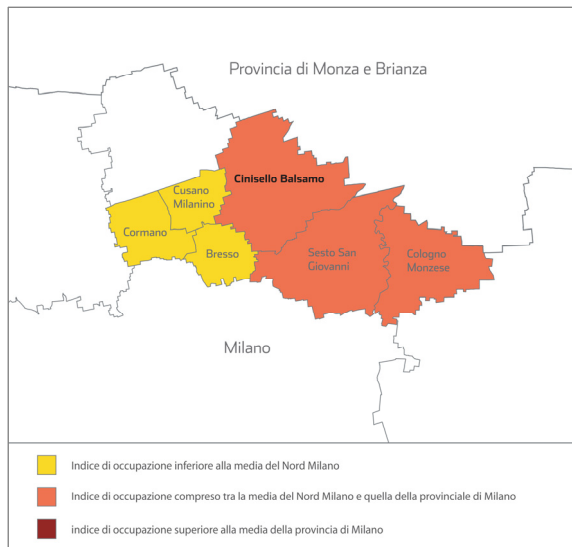 Provincia di Monza e Brianza
Cinisello Balsamo
Cusano
Milanino
Cormano
Bresso
Sesto San
Giovanni
Cologno
Monzese
Milano
Indice di occupazione inferiore alla media del Nord Milano
Indice di occupazione compreso tra la media del Nord Milano e quella della provinciale di Milano
indice di occupazione superiore alla media della provincia di Milano